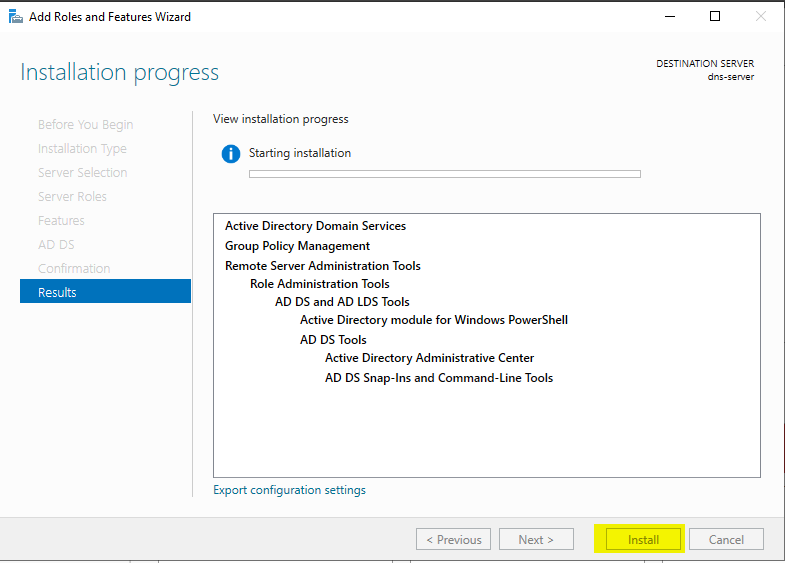 Add Roles and Features Wizard
Installation progress
DESTINATION SERVER
dns-server
Before You Begin
Installation Type
Server Selection
Server Roles
Features
AD DS
Confirmation
Results
View installation progress
Starting installation
Active Directory Domain Services
Group Policy Management
Remote Server Administration Tools
Role Administration Tools
AD DS and AD LDS Tools
Active Directory module for Windows PowerShell
AD DS Tools
Active Directory Administrative Center
AD DS Snap-Ins and Command-Line Tools
Export configuration settings
< Previous
Next >
Install
Cancel